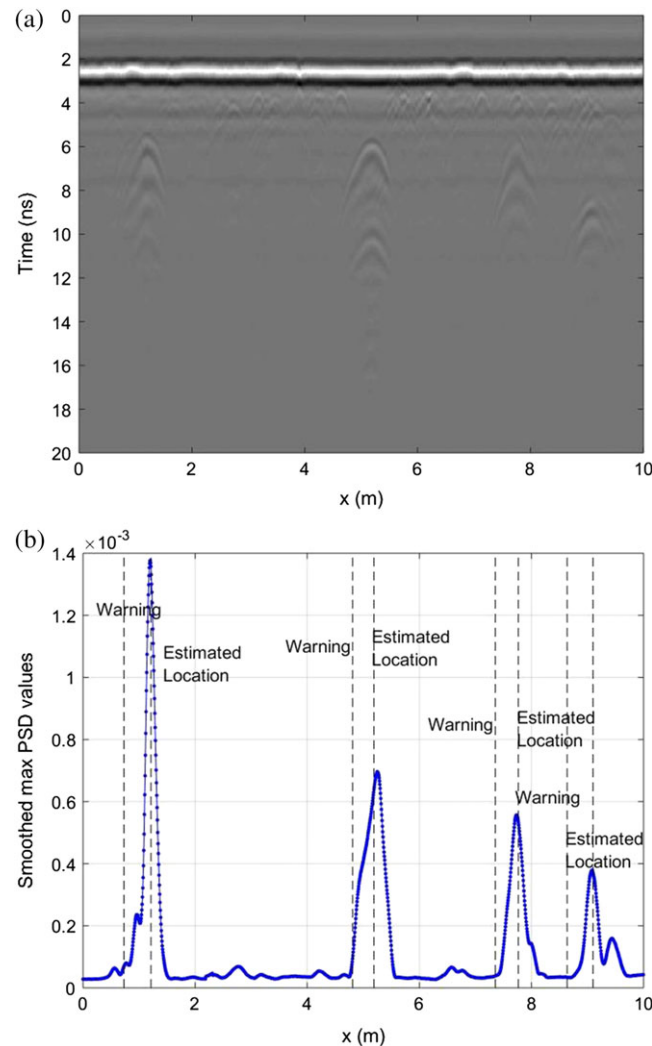 (a)
0
2
4
6
8
10
12
14
16
18
20
Time (ns)
0 2 4 6 8 10
x (m)
(b)
×10⁻³
1.4
1.2
1
0.8
0.6
0.4
0.2
0
Smoothed max PSD values
Warning
Estimated
Location
Warning
Estimated
Location
Warning
Estimated
Location
Warning
Estimated
Location
0 2 4 6 8 10
x (m)